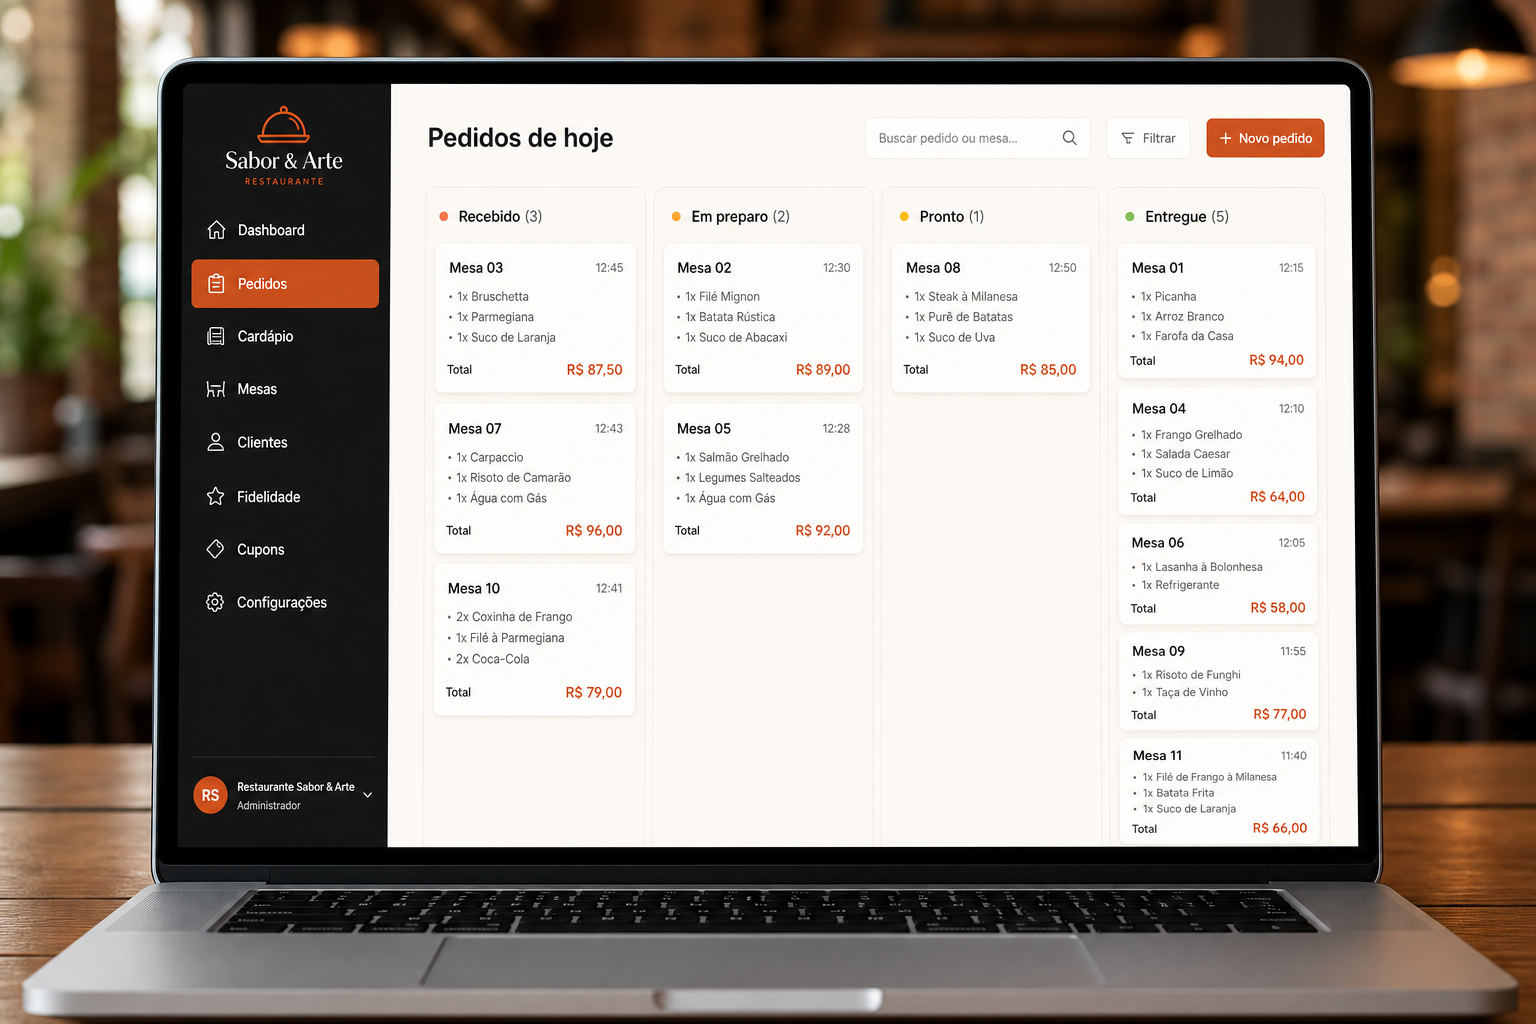 Sabor & Arte
RESTAURANTE
Dashboard
Pedidos
Cardápio
Mesas
Clientes
Fidelidade
Cupons
Configurações
RS
Restaurante Sabor & Arte
Administrador
Pedidos de hoje
Buscar pedido ou mesa...
Filtrar
+ Novo pedido
Recebido (3)
Mesa 03 12:45
• 1x Bruschetta
• 1x Parmegiana
• 1x Suco de Laranja
Total R$ 87,50
Mesa 07 12:43
• 1x Carpaccio
• 1x Risoto de Camarão
• 1x Água com Gás
Total R$ 96,00
Mesa 10 12:41
• 2x Coxinha de Frango
• 1x Filé à Parmegiana
• 2x Coca-Cola
Total R$ 79,00
Em preparo (2)
Mesa 02 12:30
• 1x Filé Mignon
• 1x Batata Rústica
• 1x Suco de Abacaxi
Total R$ 89,00
Mesa 05 12:28
• 1x Salmão Grelhado
• 1x Legumes Salteados
• 1x Água com Gás
Total R$ 92,00
Pronto (1)
Mesa 08 12:50
• 1x Steak à Milanesa
• 1x Purê de Batatas
• 1x Suco de Uva
Total R$ 85,00
Entregue (5)
Mesa 01 12:15
• 1x Picanha
• 1x Arroz Branco
• 1x Farofa da Casa
Total R$ 94,00
Mesa 04 12:10
• 1x Frango Grelhado
• 1x Salada Caesar
• 1x Suco de Limão
Total R$ 64,00
Mesa 06 12:05
• 1x Lasanha à Bolonhesa
• 1x Refrigerante
Total R$ 58,00
Mesa 09 11:55
• 1x Risoto de Funghi
• 1x Taça de Vinho
Total R$ 77,00
Mesa 11 11:40
• 1x Filé de Frango à Milanesa
• 1x Batata Frita
• 1x Suco de Laranja
Total R$ 66,00